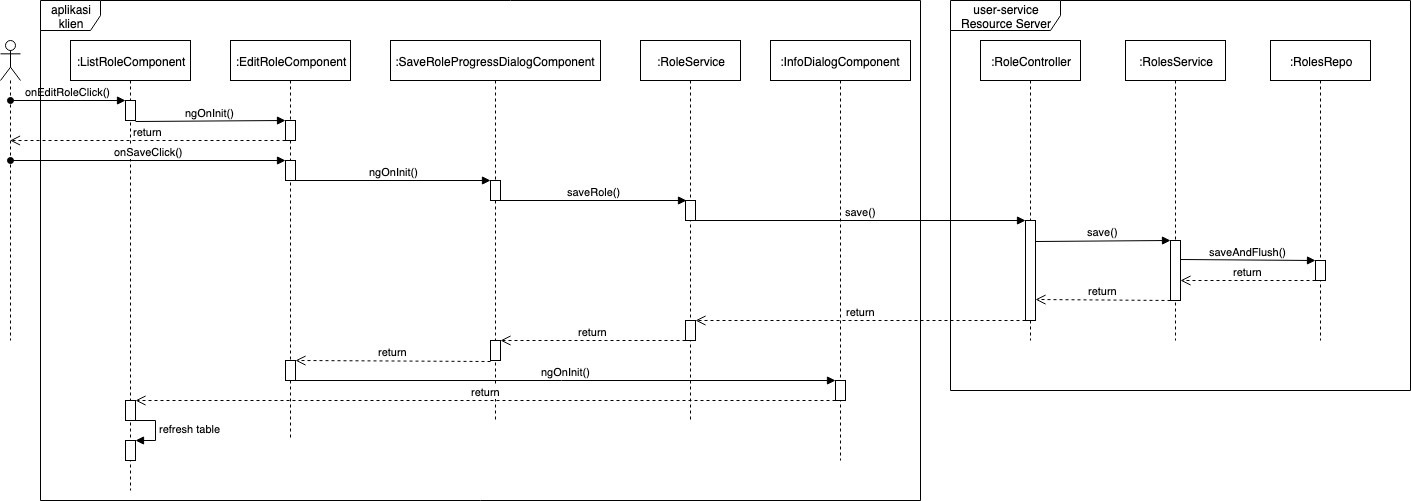 aplikasi
klien
user-service
Resource Server
:ListRoleComponent
:EditRoleComponent
:SaveRoleProgressDialogComponent
:RoleService
:InfoDialogComponent
:RoleController
:RolesService
:RolesRepo
onEditRoleClick()
ngOnInit()
return
onSaveClick()
ngOnInit()
saveRole()
save()
save()
saveAndFlush()
return
return
return
return
return
ngOnInit()
return
refresh table